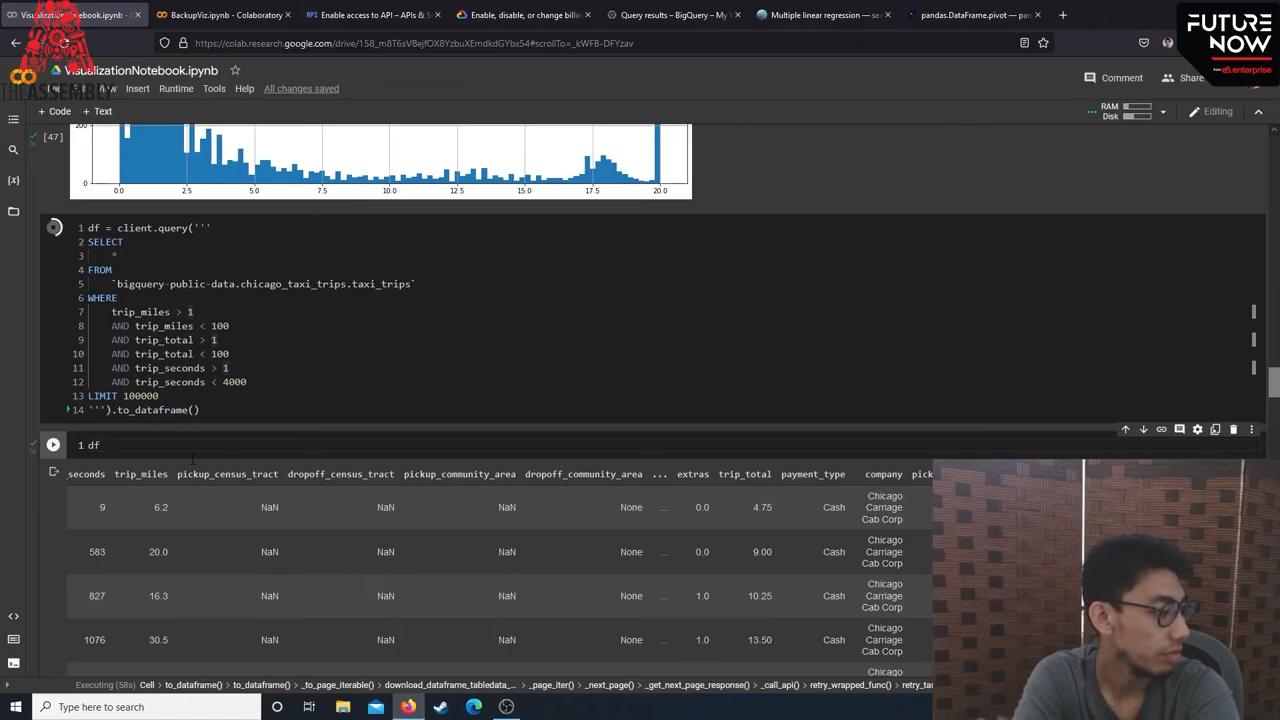 VisualizationNotebook.ipynb -
BackupViz.ipynb - Colaboratory
Enable access to API – APIs & S
Enable, disable, or change billin
Query results – BigQuery – My
Multiple linear regression — se
pandas.DataFrame.pivot — pan
https://colab.research.google.com/drive/158_m8T6sVBejfOX8YzbuXEmdkdGYbx54#scrollTo=_kWFB-DFYzav
FUTURE
NOW
from e& enterprise
VisualizationNotebook.ipynb
THE ASSEMBLY
Insert Runtime Tools Help All changes saved
Comment Share
+ Code + Text
RAM
Disk
Editing
[47]
200
0
0.0 2.5 5.0 7.5 10.0 12.5 15.0 17.5 20.0
1 df = client.query('''
2 SELECT
3 *
4 FROM
5 `bigquery-public-data.chicago_taxi_trips.taxi_trips`
6 WHERE
7 trip_miles > 1
8 AND trip_miles < 100
9 AND trip_total > 1
10 AND trip_total < 100
11 AND trip_seconds > 1
12 AND trip_seconds < 4000
13 LIMIT 100000
14 ''').to_dataframe()
1 df
_seconds trip_miles pickup_census_tract dropoff_census_tract pickup_community_area dropoff_community_area ... extras trip_total payment_type company pick
9 6.2 NaN NaN NaN None ... 0.0 4.75 Cash Chicago
Carriage
Cab Corp
583 20.0 NaN NaN NaN None ... 0.0 9.00 Cash Chicago
Carriage
Cab Corp
827 16.3 NaN NaN NaN None ... 1.0 10.25 Cash Chicago
Carriage
Cab Corp
1076 30.5 NaN NaN NaN None ... 1.0 13.50 Cash Chicago
Carriage
Cab Corp
Chicago
Executing (58s) Cell > to_dataframe() > to_dataframe() > _to_page_iterable() > download_dataframe_tabledata_... > _page_iter() > _next_page() > _get_next_page_response() > _call_api() > retry_wrapped_func() > retry_tar
Type here to search